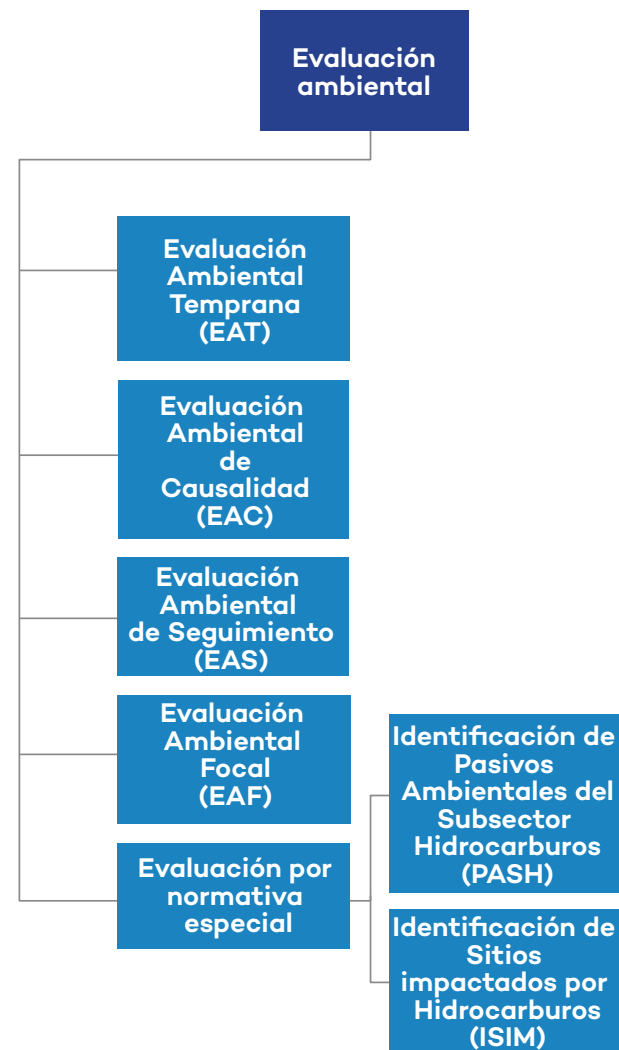 Evaluación
ambiental
Evaluación
Ambiental
Temprana
(EAT)
Evaluación
Ambiental
de
Causalidad
(EAC)
Evaluación
Ambiental
de Seguimiento
(EAS)
Evaluación
Ambiental
Focal
(EAF)
Evaluación por
normativa
especial
Identificación de
Pasivos
Ambientales del
Subsector
Hidrocarburos
(PASH)
Identificación de
Sitios
impactados por
Hidrocarburos
(ISIM)